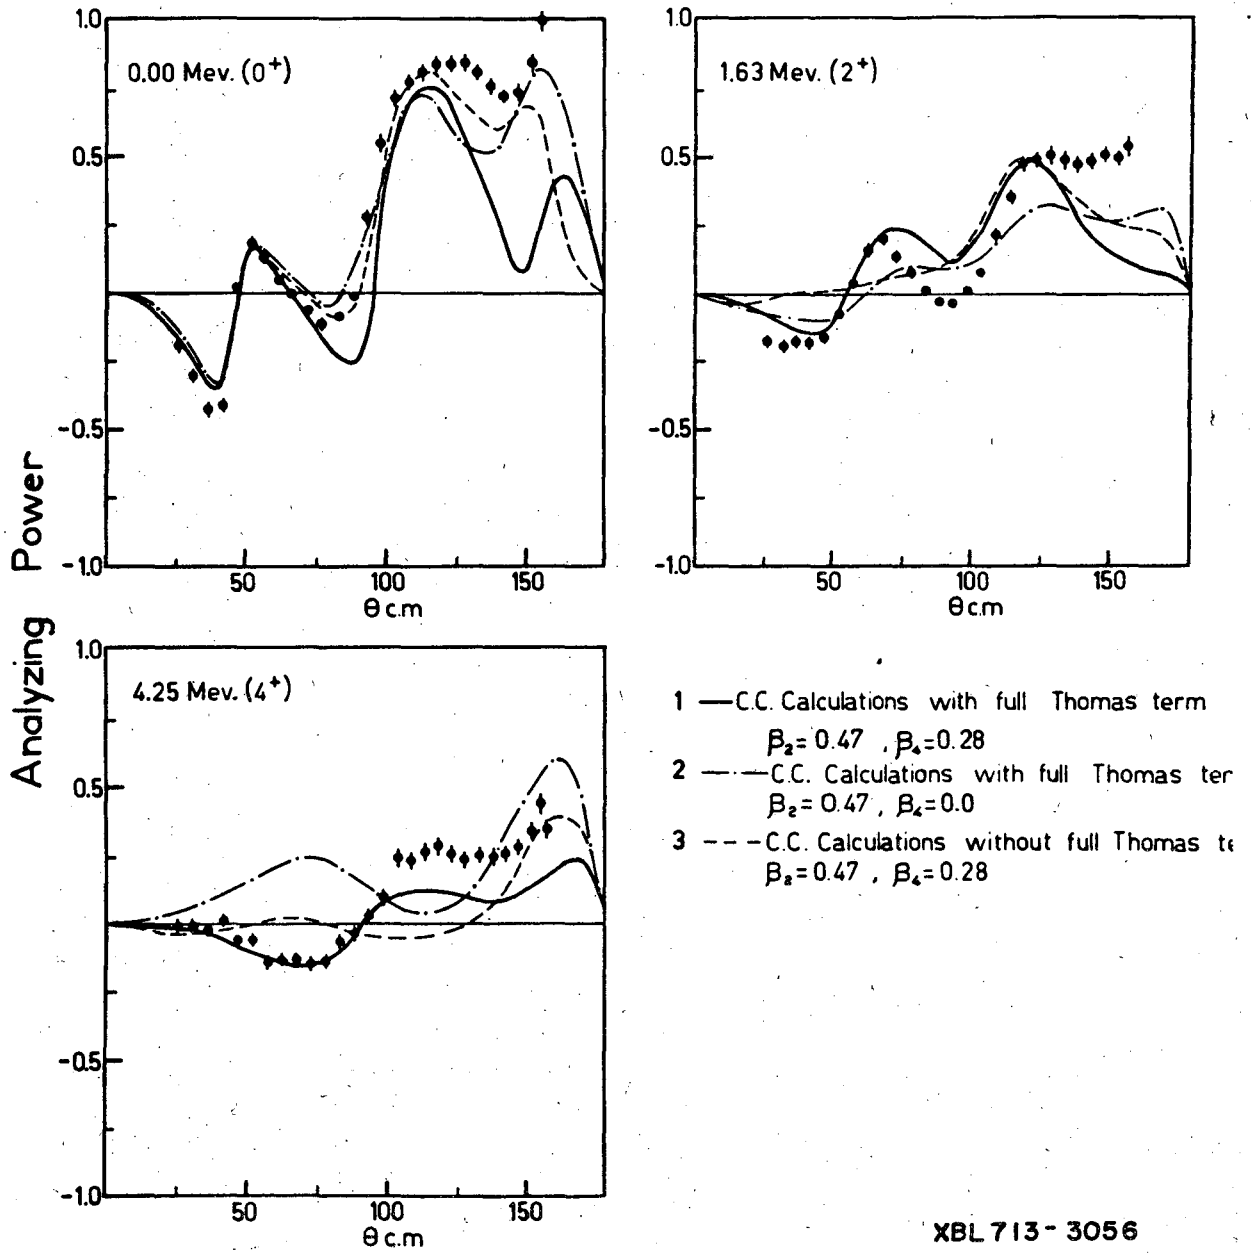 1.0
0.00 Mev. (0+)
0.5
-0.5
-1.0
50 100 150
θ c.m
1.0
1.63 Mev. (2+)
0.5
-0.5
-1.0
50 100 150
θ c.m
Analyzing Power
1.0
4.25 Mev. (4+)
0.5
-0.5
-1.0
50 100 150
θ c.m
1 — C.C. Calculations with full Thomas term
β₂= 0.47 , β₄=0.28
2 —·—·— C.C. Calculations with full Thomas ter
β₂= 0.47 , β₄= 0.0
3 --- C.C. Calculations without full Thomas te
β₂=0.47 , β₄=0.28
XBL 713-3056